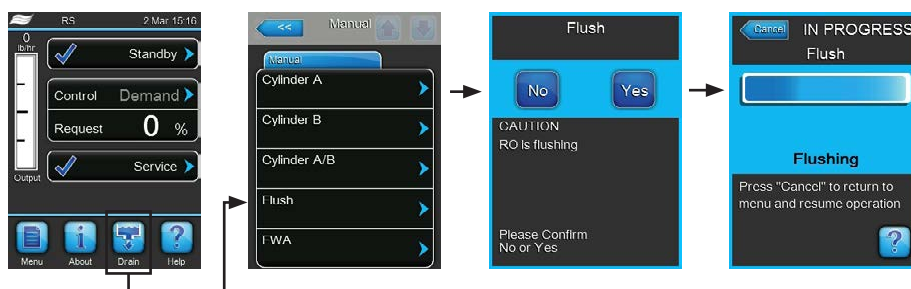 RS 2 Mar 15:16
0
lb/hr
Standby
Control Demand
Request 0 %
Service
Output
Menu About Drain Help
<< Manual
Manual
Cylinder A
Cylinder B
Cylinder A/B
Flush
FWA
Flush
No Yes
CAUTION
RO is flushing
Please Confirm
No or Yes
Cancel IN PROGRESS
Flush
Flushing
Press "Cancel" to return to
menu and resume operation
?